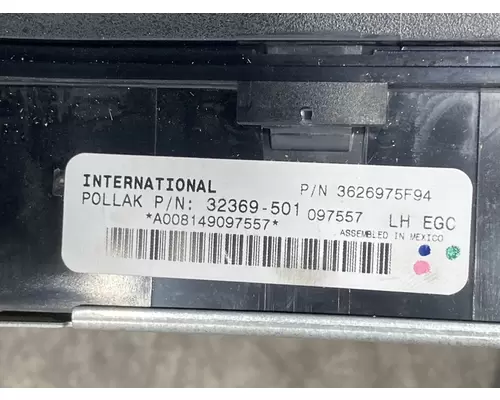 INTERNATIONAL P/N 3626975F94
POLLAK P/N: 32369-501 097557 LH EGC
*A008149097557* ASSEMBLED IN MEXICO